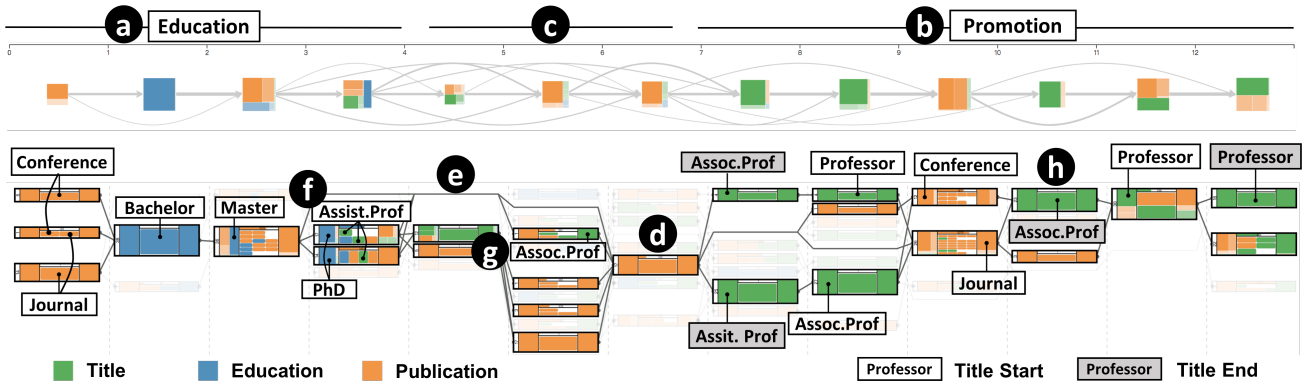 a Education c b Promotion
0 1 2 3 4 5 6 7 8 9 10 11 12
Conference Bachelor Master f Assist.Prof e d Assoc.Prof Professor Conference h Professor Professor
g Assoc.Prof Assoc.Prof
Journal PhD Assit. Prof Assoc.Prof Journal
Title Education Publication Professor Title Start Professor Title End